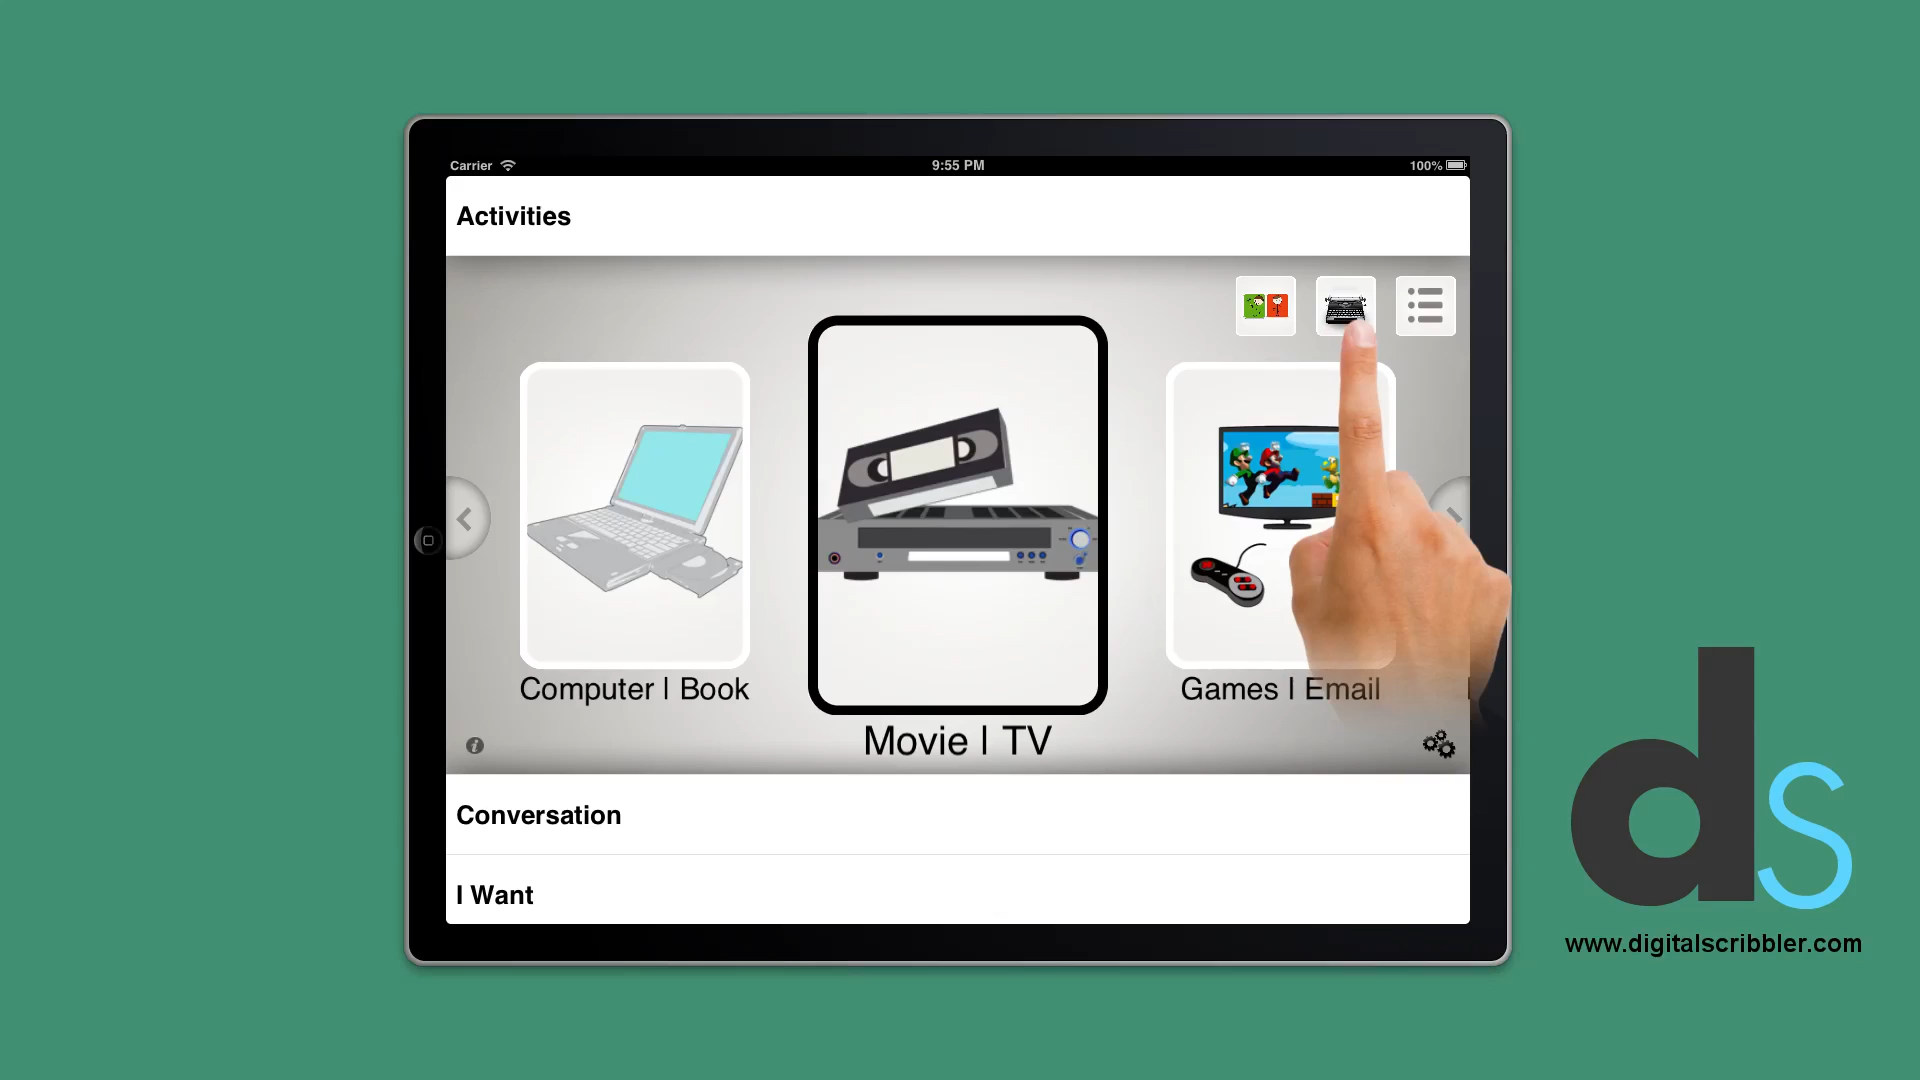 Carrier 9:55 PM 100%
Activities
Computer | Book
Movie | TV
Games | Email
Conversation
I Want
ds
www.digitalscribbler.com